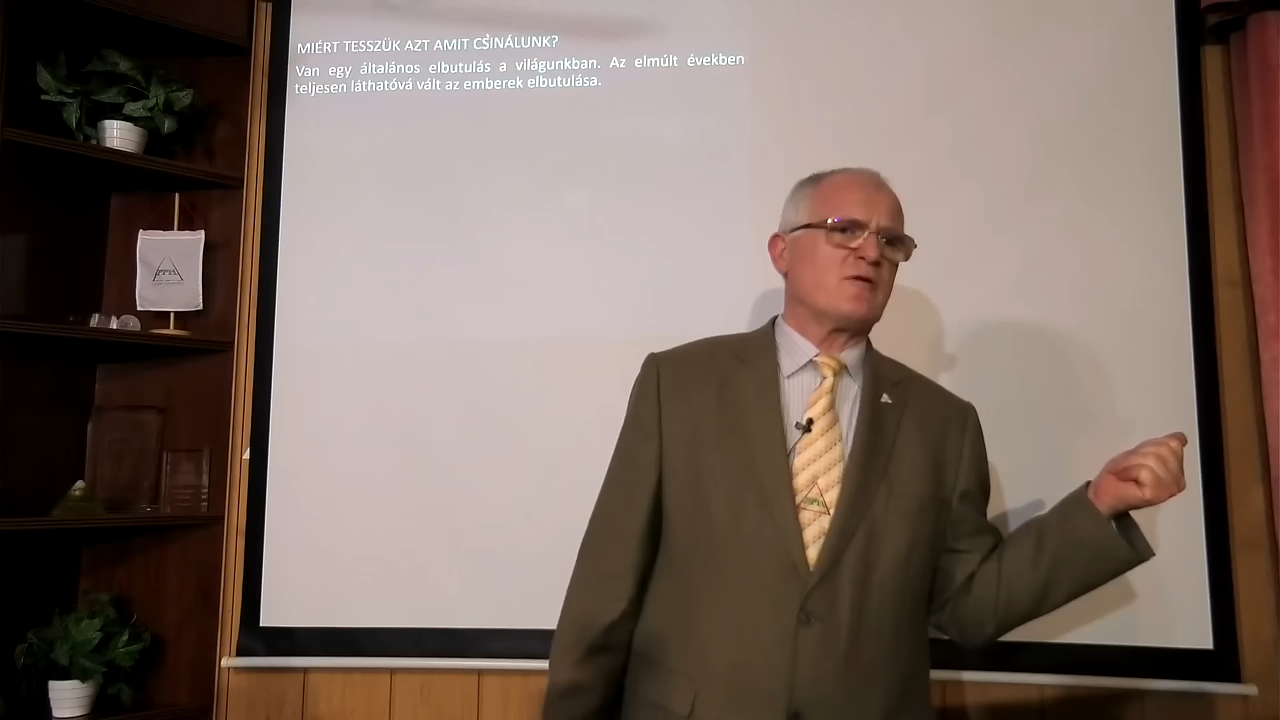 MIÉRT TESSZÜK AZT AMIT CSINÁLUNK?
Van egy általános elbutulás a világunkban. Az elmúlt években
teljesen láthatóvá vált az emberek elbutulása.